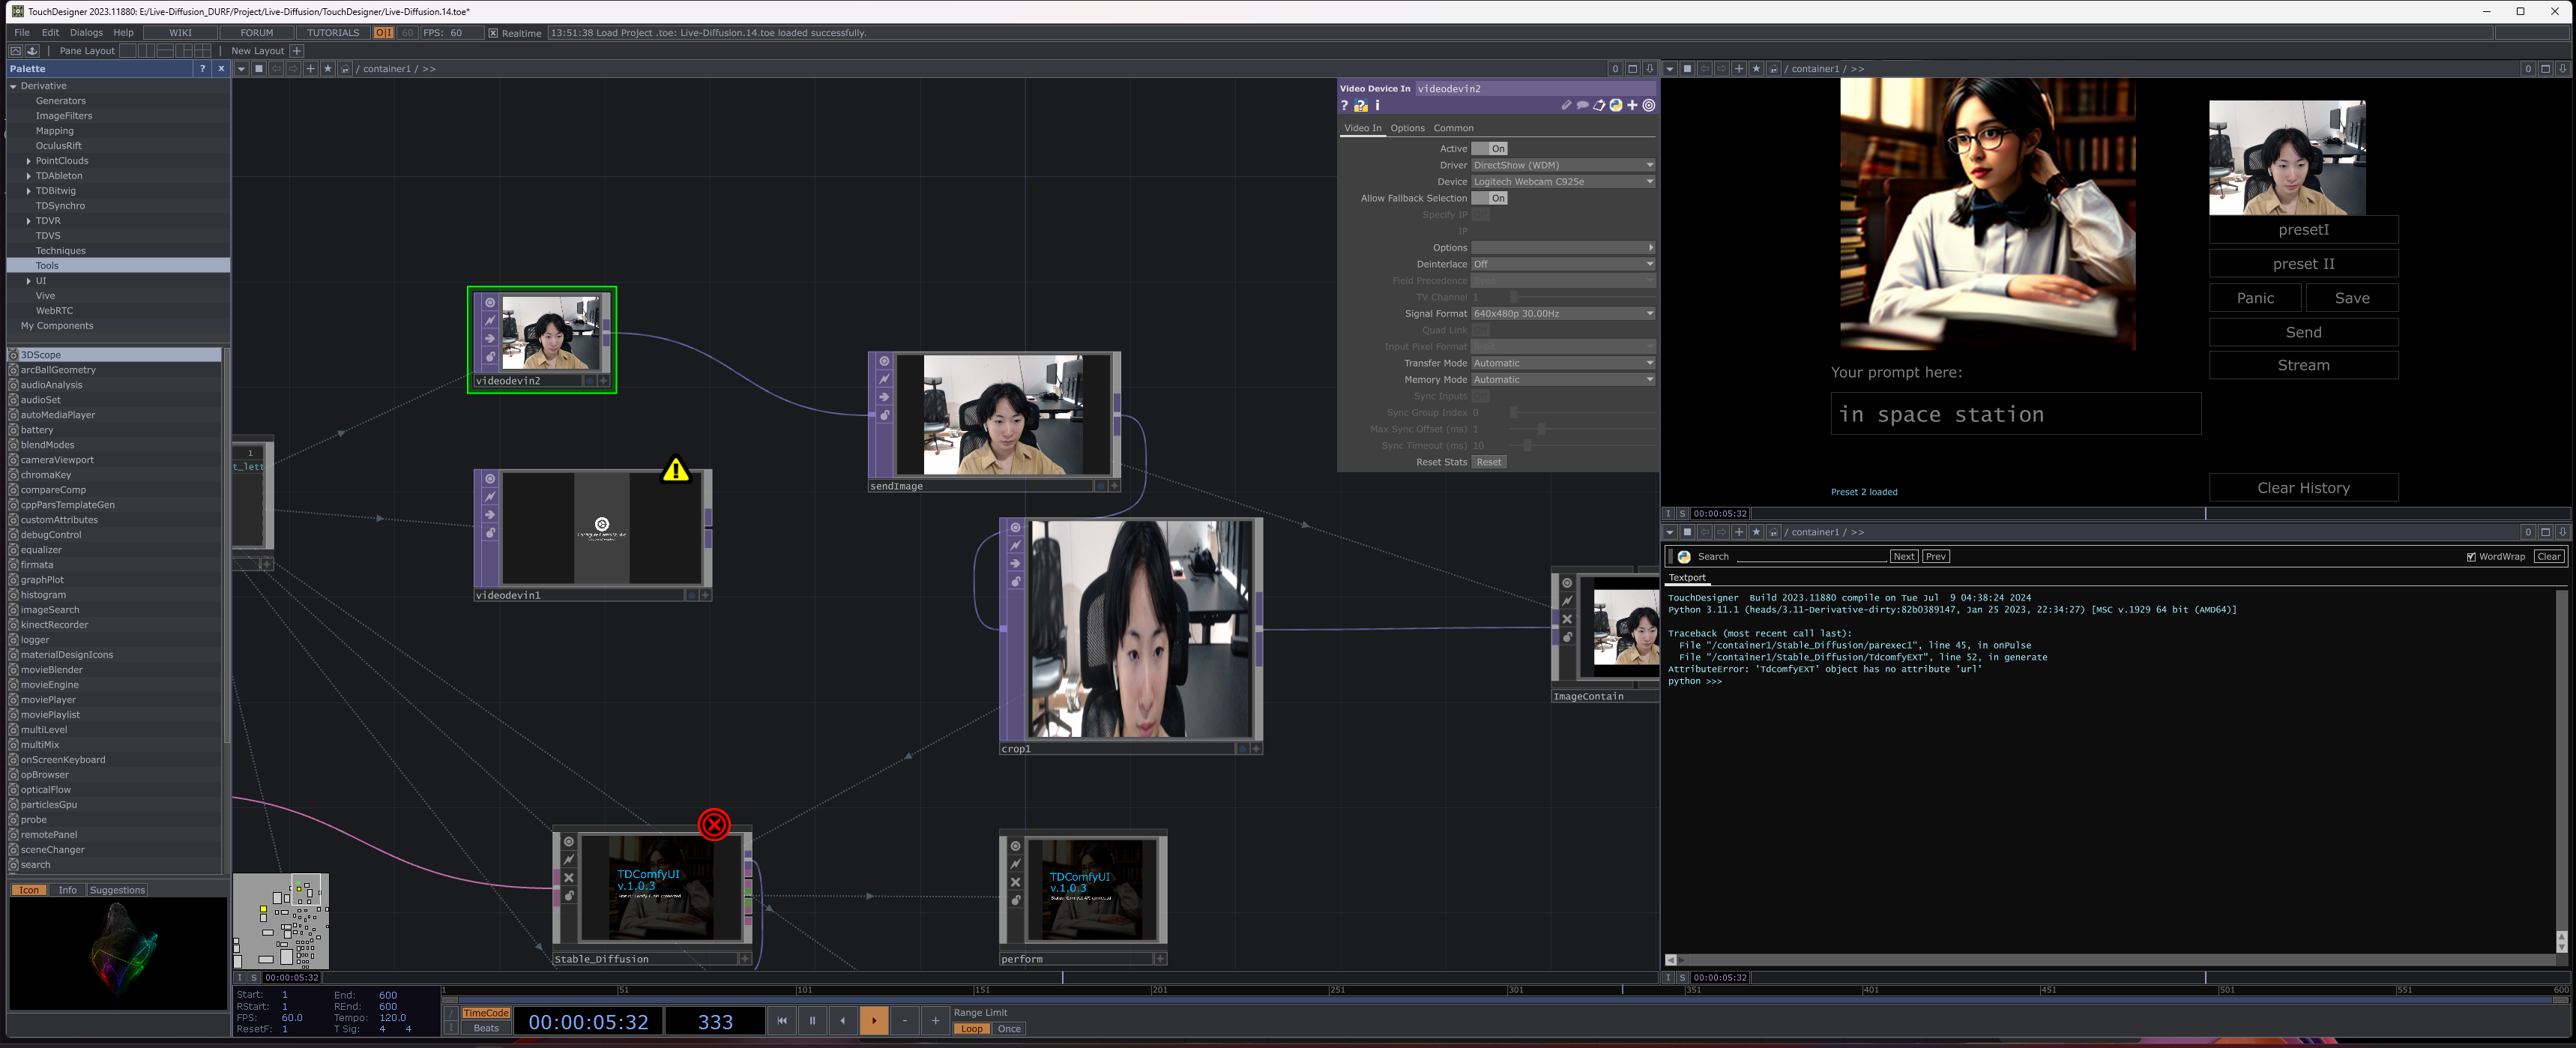 TouchDesigner 2023.11880: E:/Live-Diffusion_DURF/Project/Live-Diffusion/TouchDesigner/Live-Diffusion.14.toe*
File Edit Dialogs Help WIKI FORUM TUTORIALS O|I 60 FPS: 60 Realtime 13:51:38 Load Project .toe: Live-Diffusion.14.toe loaded successfully.
Pane Layout New Layout +
Palette ? x
Derivative
Generators
ImageFilters
Mapping
OculusRift
PointClouds
TDAbleton
TDBitwig
TDSynchro
TDVR
TDVS
Techniques
Tools
UI
Vive
WebRTC
My Components
3DScope
arcBallGeometry
audioAnalysis
audioSet
autoMediaPlayer
battery
blendModes
cameraViewport
chromaKey
compareComp
cppParsTemplateGen
customAttributes
debugControl
equalizer
firmata
graphPlot
histogram
imageSearch
kinectRecorder
logger
materialDesignIcons
movieBlender
movieEngine
moviePlayer
moviePlaylist
multiLevel
multiMix
onScreenKeyboard
opBrowser
opticalFlow
particlesGpu
probe
remotePanel
sceneChanger
search
Icon Info Suggestions
/ container1 / >> 0
videodevin2
1
t_lett
videodevin1
sendImage
crop1
ImageContain
TDComfyUI
v.1.0.3
Stable_Diffusion
TDComfyUI
v.1.0.3
perform
Video Device In videodevin2
? i
Video In Options Common
Active On
Driver DirectShow (WDM)
Device Logitech Webcam C925e
Allow Fallback Selection On
Specify IP
IP
Options
Deinterlace Off
Field Precedence
TV Channel 1
Signal Format 640x480p 30.00Hz
Quad Link
Input Pixel Format
Transfer Mode Automatic
Memory Mode Automatic
Sync Inputs
Sync Group Index 0
Max Sync Offset (ms) 1
Sync Timeout (ms) 10
Reset Stats Reset
/ container1 / >> 0
presetI
preset II
Panic Save
Send
Stream
Your prompt here:
in space station
Preset 2 loaded
Clear History
I S 00:00:05:32
/ container1 / >> 0
Search Next Prev WordWrap Clear
Textport
TouchDesigner Build 2023.11880 compile on Tue Jul 9 04:38:24 2024
Python 3.11.1 (heads/3.11-Derivative-dirty:82b0389147, Jan 25 2023, 22:34:27) [MSC v.1929 64 bit (AMD64)]
Traceback (most recent call last):
File "/container1/Stable_Diffusion/parexec1", line 45, in onPulse
File "/container1/Stable_Diffusion/TdcomfyEXT", line 52, in generate
AttributeError: 'TdcomfyEXT' object has no attribute 'url'
python >>>
I S 00:00:05:32
I S 00:00:05:32
Start: 1 End: 600
RStart: 1 REnd: 600
FPS: 60.0 Tempo: 120.0
ResetF: 1 T Sig: 4 4
1 51 101 151 201 251 301 351 401 451 501 551 600
TimeCode
Beats
00:00:05:32 333
- +
Range Limit
Loop Once